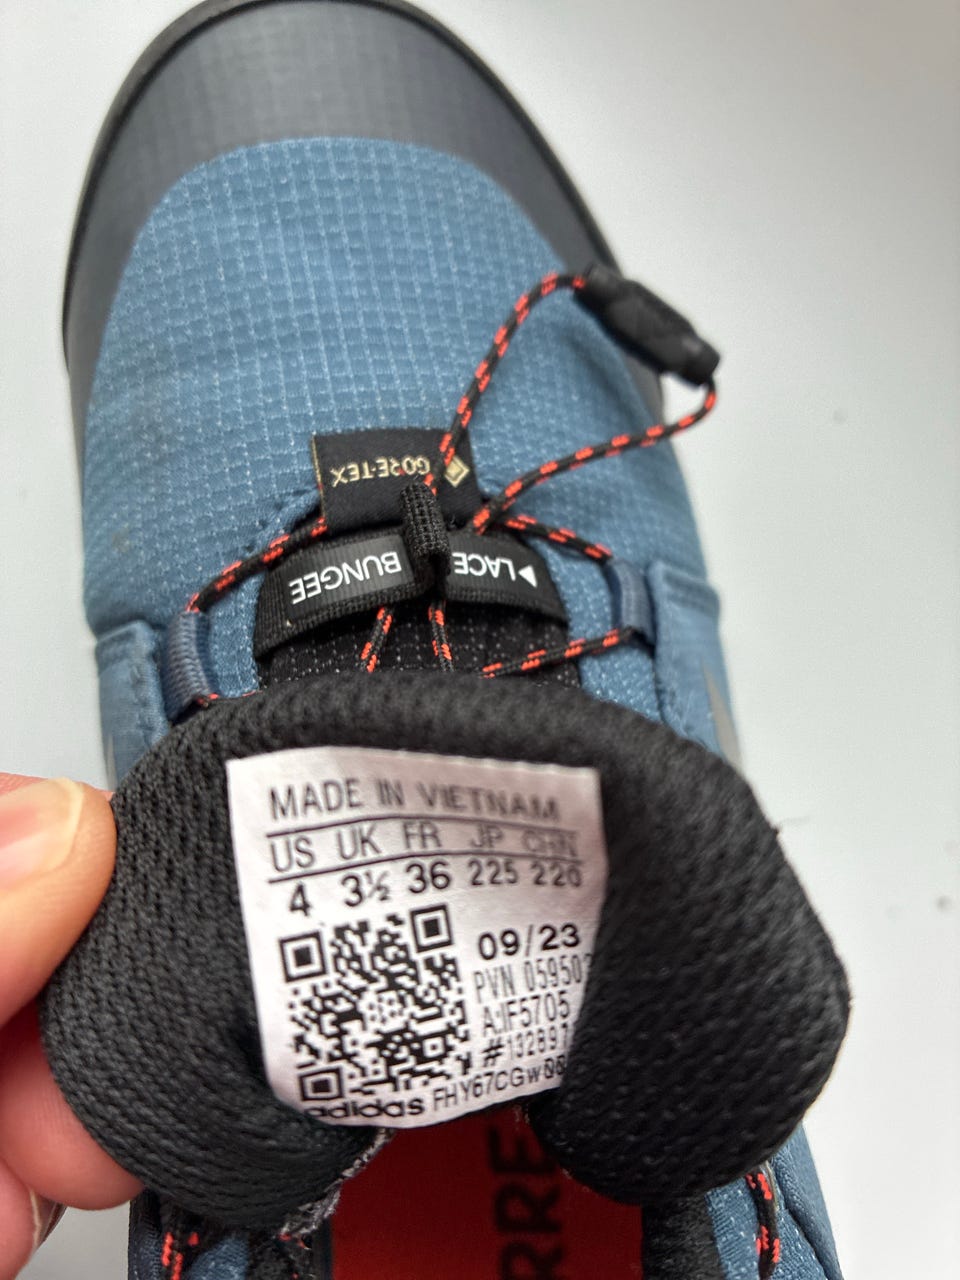 GORE-TEX
BUNGEE LACE
MADE IN VIETNAM
US UK FR JP CHN
4 3½ 36 225 220
09/23
PVN
A:IF5705
adidas